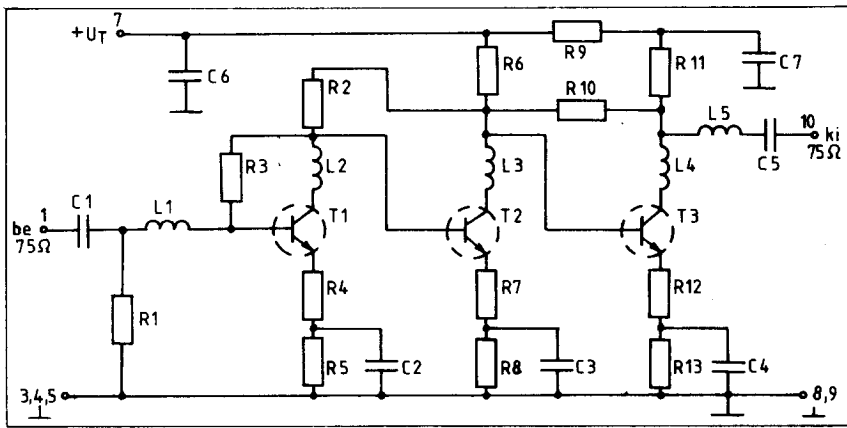 7
+UT
C6
R2
R6
R9
R10
R11
C7
L5
10
ki
75Ω
C5
R3
L2
L3
L4
C1
1
be
75Ω
L1
T1
T2
T3
R1
R4
R7
R12
R5
C2
R8
C3
R13
C4
3,4,5
8,9